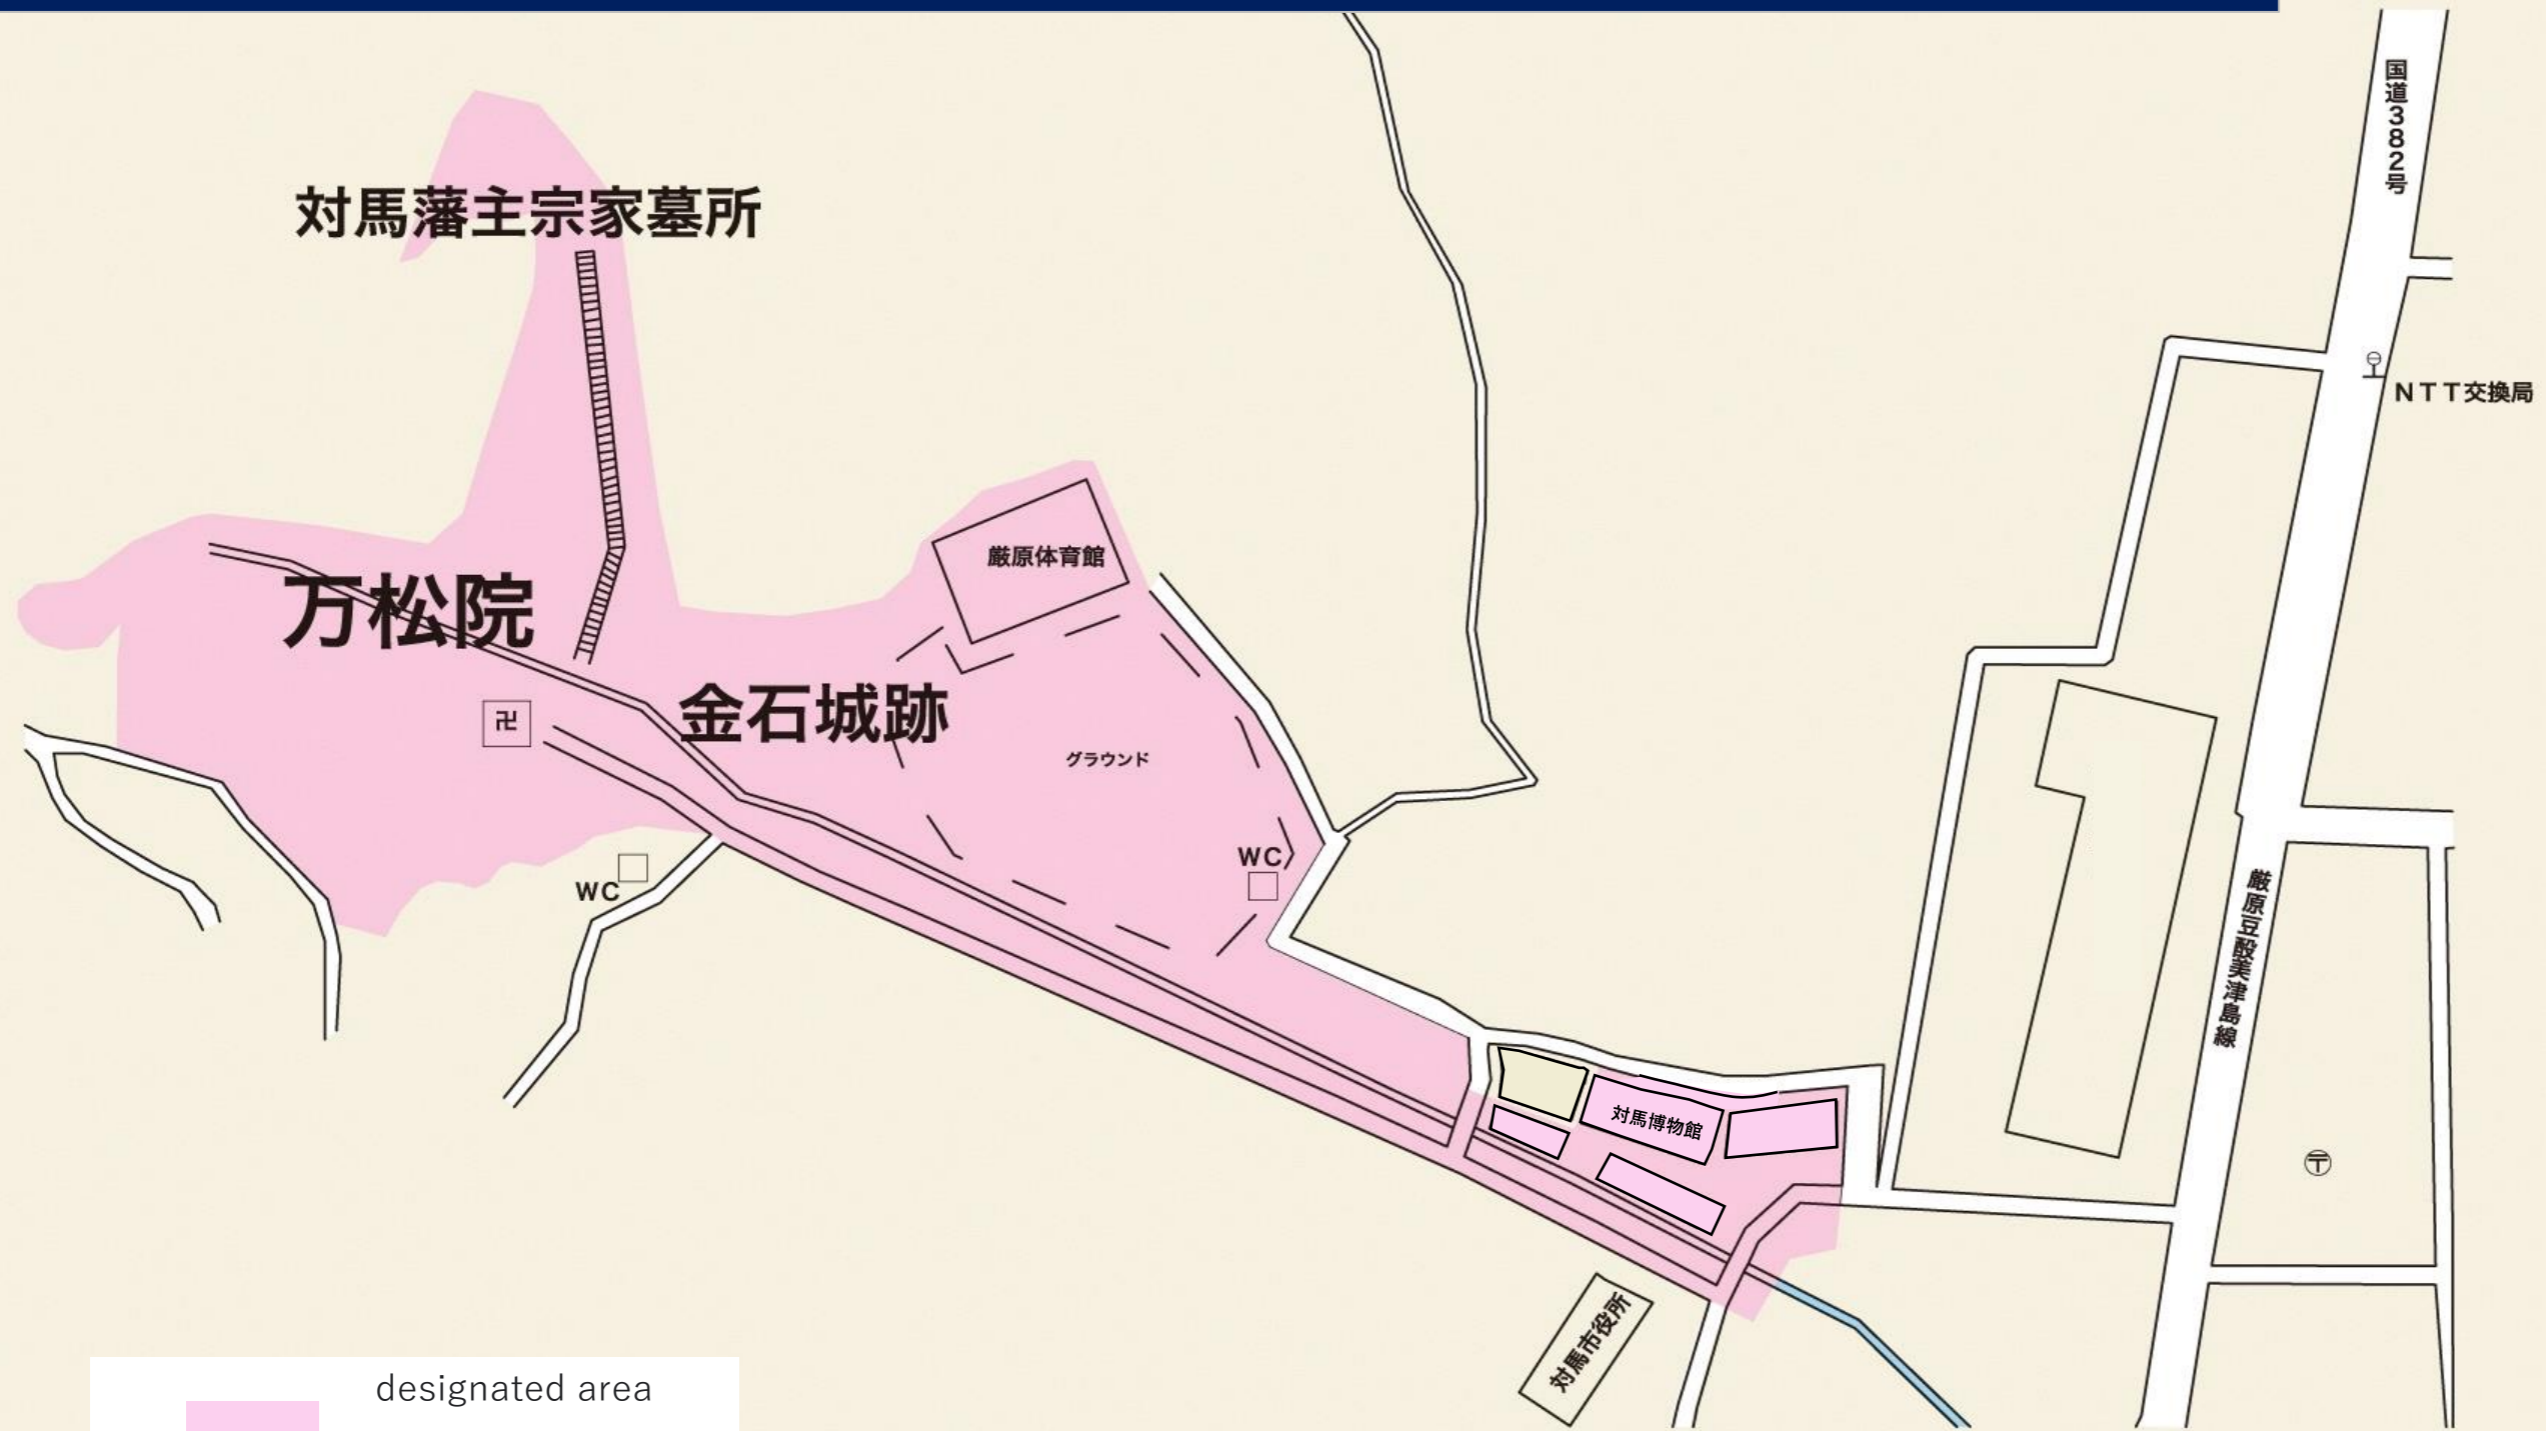 国道382号
対馬藩主宗家墓所
NTT交換局
厳原体育館
万松院
金石城跡
卍
グラウンド
WC
WC
厳原豆酘美津島線
対馬博物館
〒
対馬市役所
designated area